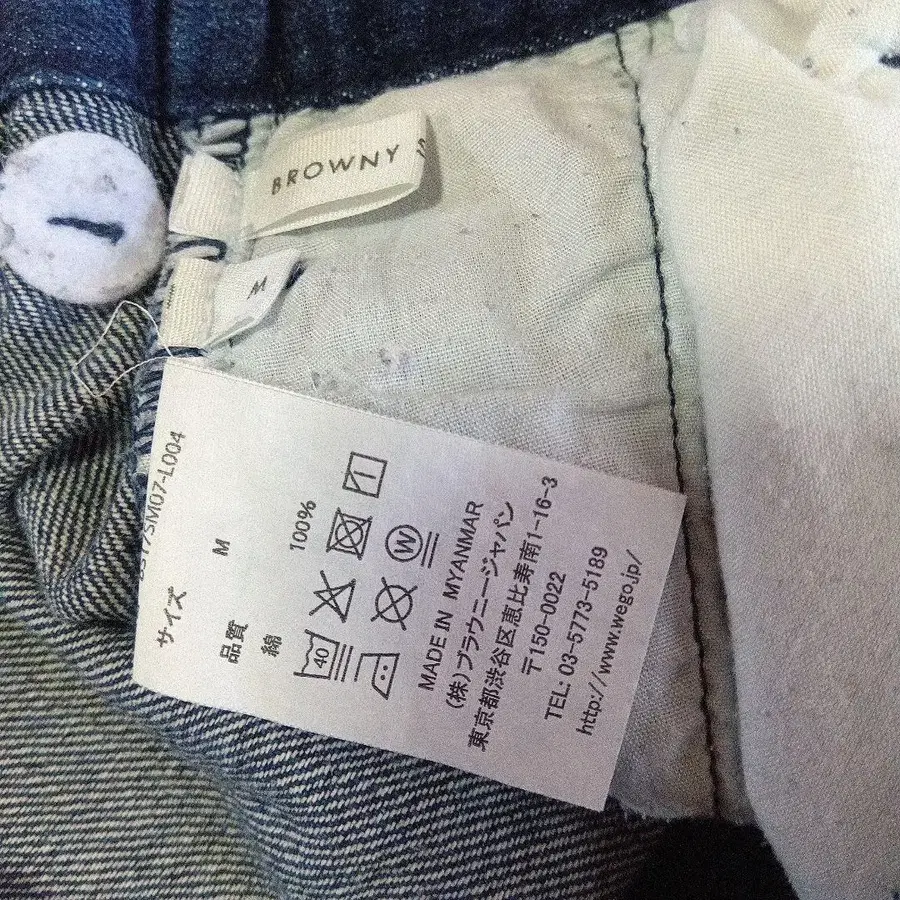 BROWNY
M
サイズ M
品質
綿 100%
40
W
MADE IN MYANMAR
(株)ブラウニージャパン
東京都渋谷区恵比寿南1-16-3
〒150-0022
TEL: 03-5773-5189
http://www.wego.jp/